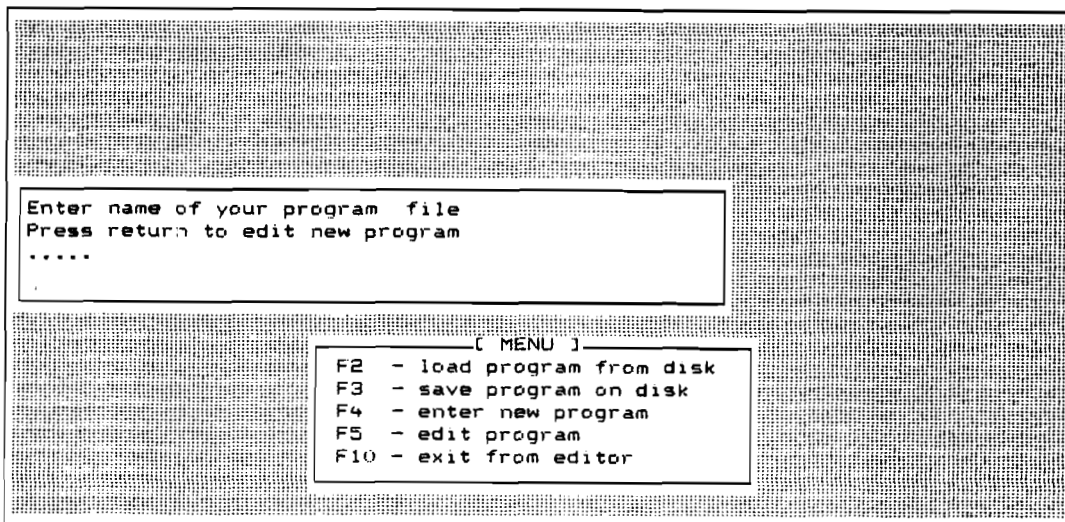 Enter name of your program file
Press return to edit new program
.....
[ MENU ]
F2 - load program from disk
F3 - save program on disk
F4 - enter new program
F5 - edit program
F10 - exit from editor